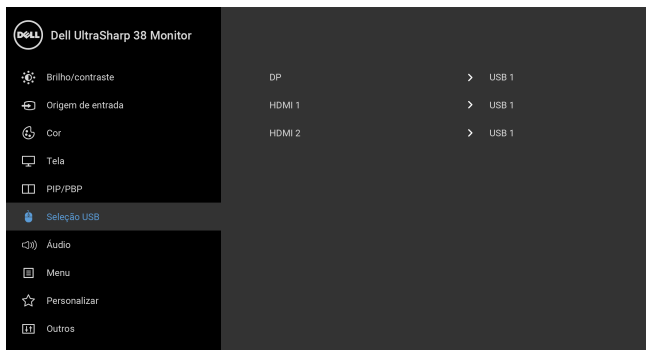 DELL Dell UltraSharp 38 Monitor
Brilho/contraste DP USB 1
Origem de entrada HDMI 1 USB 1
Cor HDMI 2 USB 1
Tela
PIP/PBP
Seleção USB
Áudio
Menu
Personalizar
Outros